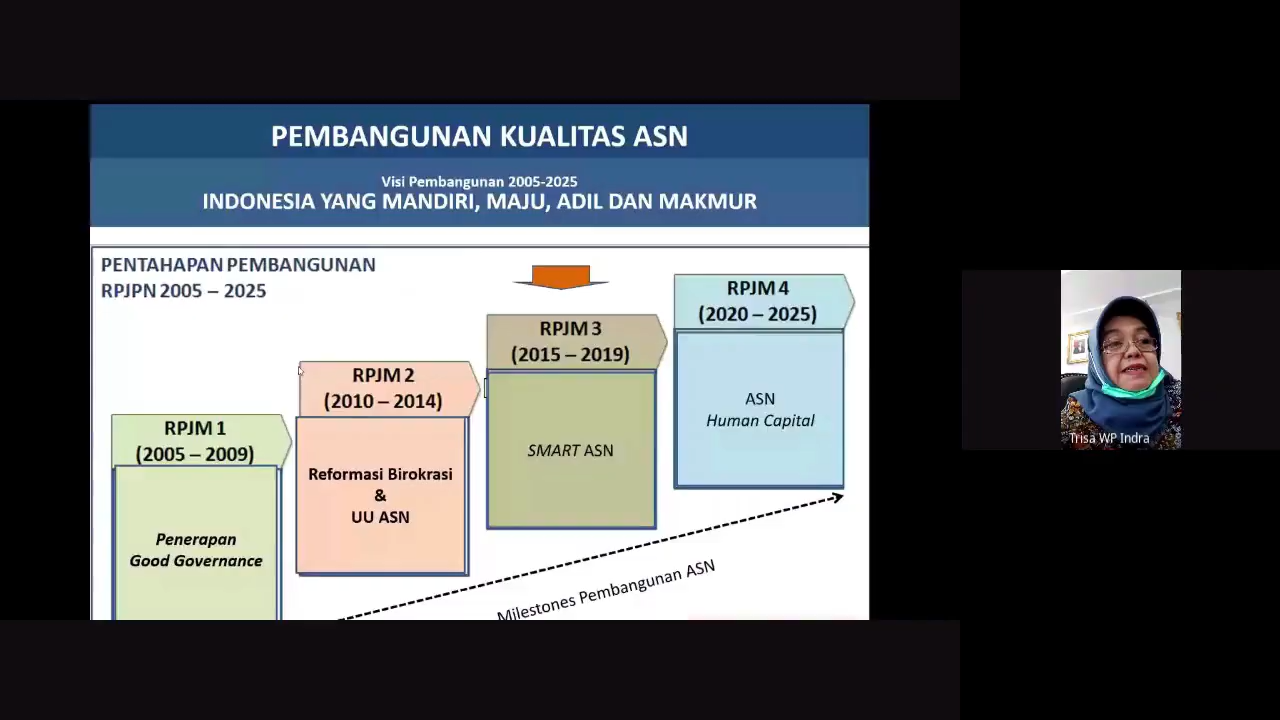 PEMBANGUNAN KUALITAS ASN
Visi Pembangunan 2005-2025
INDONESIA YANG MANDIRI, MAJU, ADIL DAN MAKMUR
PENTAHAPAN PEMBANGUNAN
RPJPN 2005 – 2025
RPJM 1
(2005 – 2009)
Penerapan
Good Governance
RPJM 2
(2010 – 2014)
Reformasi Birokrasi
&
UU ASN
RPJM 3
(2015 – 2019)
SMART ASN
RPJM 4
(2020 – 2025)
ASN
Human Capital
Milestones Pembangunan ASN
Trisa WP Indra